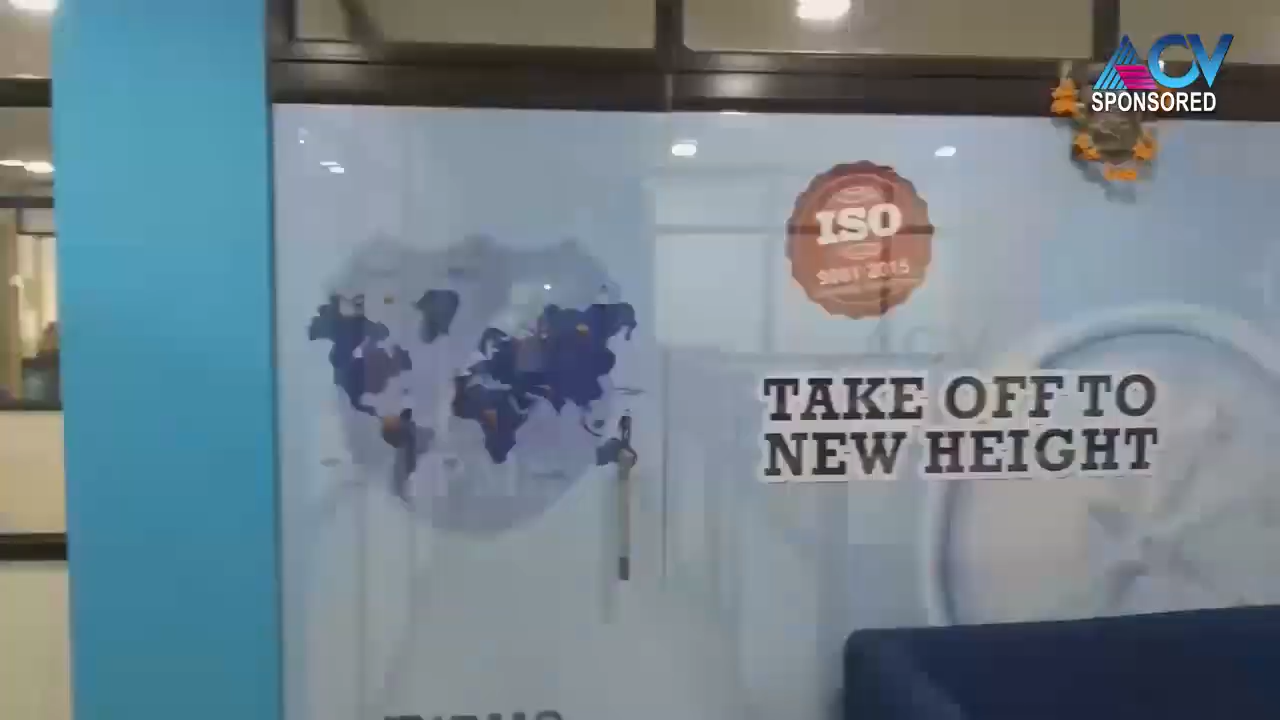 ACV
SPONSORED
ISO
9001 2015
TAKE OFF TO
NEW HEIGHT